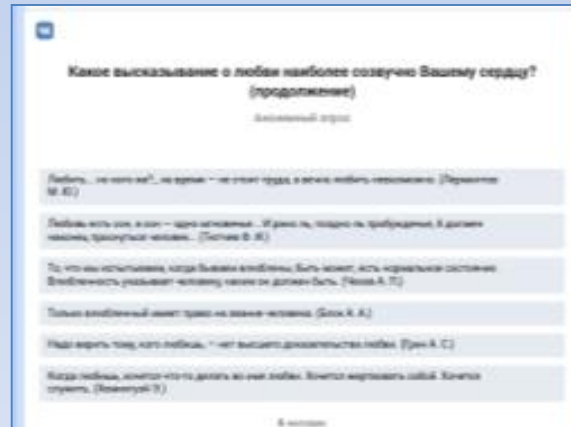 Какое высказывание о любви наиболее созвучно Вашему сердцу?
(продолжение)
Анонимный опрос
Любить... но кого же?.. на время – не стоит труда, а вечно любить невозможно. (Лермонтов
М. Ю.)
Любовь есть сон, а сон – одно мгновенье... И рано ль, поздно ль пробужденье, А должен
наконец проснуться человек... (Тютчев Ф. И.)
То, что мы испытываем, когда бываем влюблены, быть может, есть нормальное состояние.
Влюбленность указывает человеку, каким он должен быть. (Чехов А. П.)
Только влюбленный имеет право на звание человека. (Блок А. А.)
Надо верить тому, кого любишь, – нет высшего доказательства любви. (Грин А. С.)
Когда любишь, хочется что-то делать во имя любви. Хочется жертвовать собой. Хочется
служить. (Хемингуэй Э.)